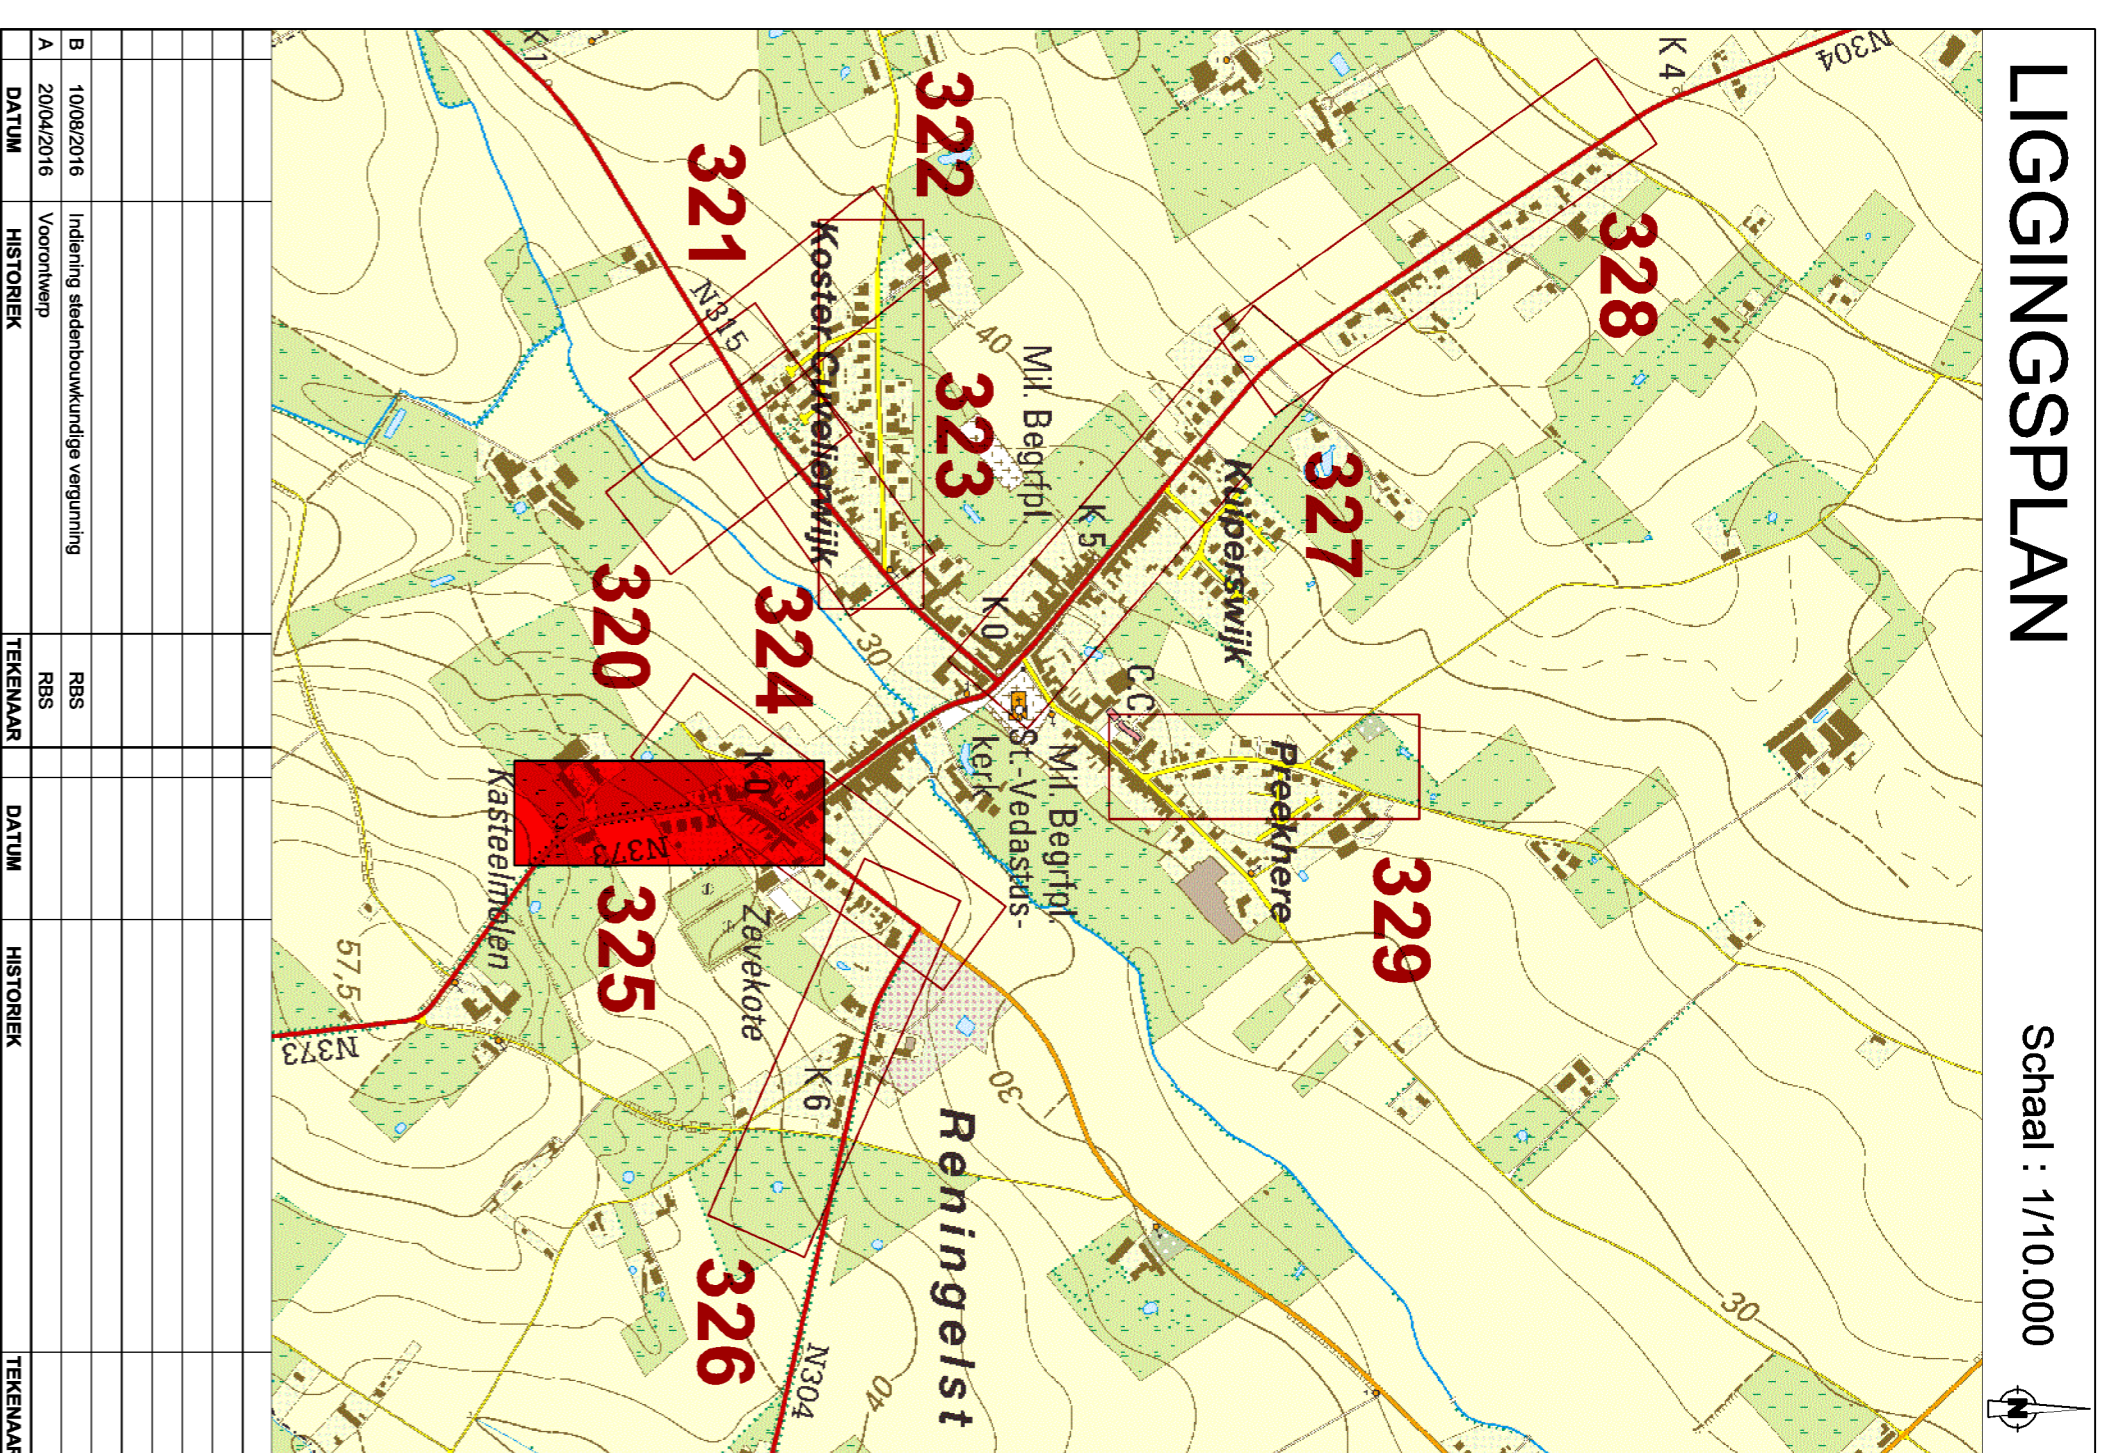 LIGGINGSPLAN
Schaal : 1/10.000
N
N304
K 4
328
327
Kuiperswijk
329
Preekhere
C.C.
K 5
Mil. Begrfpl.
Mil. Begrfpl.
St.-Vedastus-
kerk
K 0
322
323
40
321
Koster Cuvelierwijk
N315
30
324
320
K 0
N373
325
Kasteelmolen
Zevekote
K 6
30
Reningelst
326
N304
40
30
57,5
N373
B 10/08/2016 Indiening stedenbouwkundige vergunning RBS
A 20/04/2016 Voorontwerp RBS
DATUM HISTORIEK TEKENAAR DATUM HISTORIEK TEKENAAR